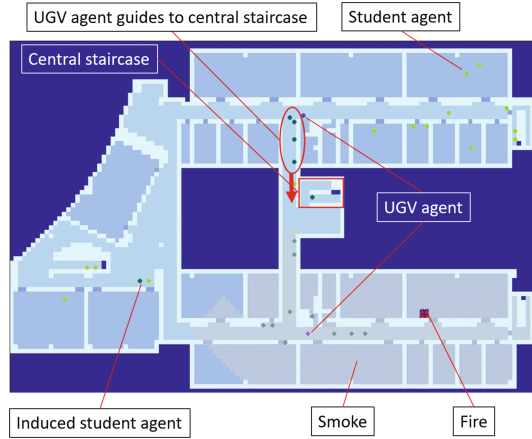 UGV agent guides to central staircase
Student agent
Central staircase
UGV agent
Induced student agent
Smoke
Fire